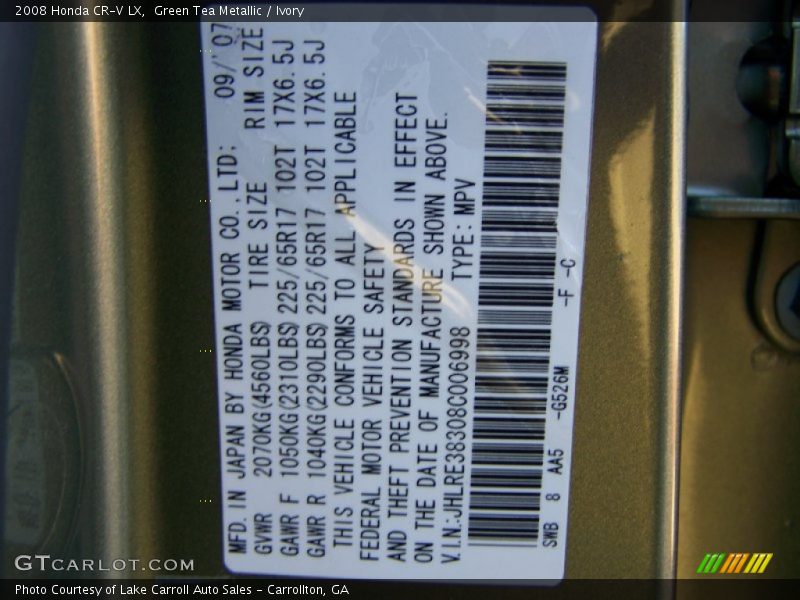 2008 Honda CR-V LX,  Green Tea Metallic / Ivory
MFD. IN JAPAN BY HONDA MOTOR CO., LTD:  09/'07
GVWR  2070KG(4560LBS)  TIRE SIZE  RIM SIZE
GAWR F  1050KG(2310LBS) 225/65R17 102T  17X6.5J
GAWR R  1040KG(2290LBS) 225/65R17 102T  17X6.5J
THIS VEHICLE CONFORMS TO ALL APPLICABLE
FEDERAL MOTOR VEHICLE SAFETY
AND THEFT PREVENTION STANDARDS IN EFFECT
ON THE DATE OF MANUFACTURE SHOWN ABOVE.
V.IN.:JHLRE38308C006998  TYPE: MPV
SWB 8 AA5 -G526M -F -C
GTCARLOT.COM
Photo Courtesy of Lake Carroll Auto Sales - Carrollton, GA